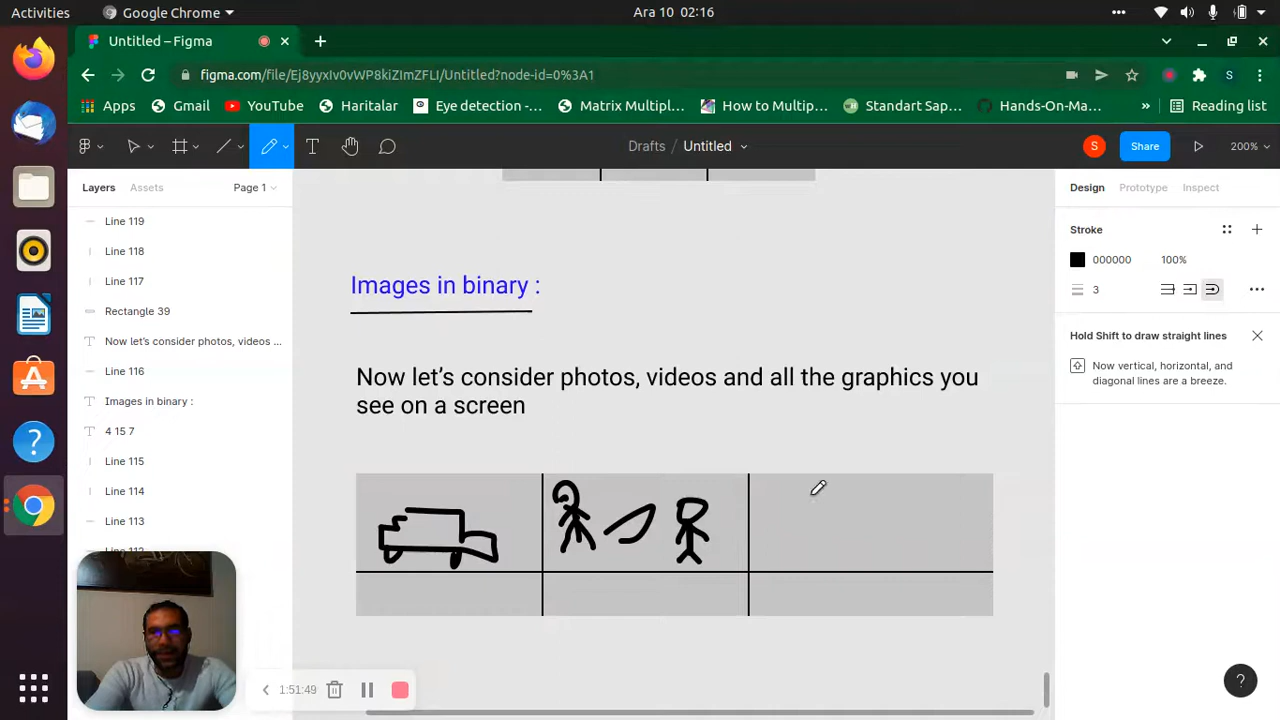 Activities
Google Chrome
Ara 10 02:16
Untitled – Figma
figma.com/file/Ej8yyxIv0vWP8kiZImZFLI/Untitled?node-id=0%3A1
S
Apps
Gmail
YouTube
Haritalar
Eye detection -...
Matrix Multipl...
How to Multip...
Standart Sap...
Hands-On-Ma...
»
Reading list
T
Drafts / Untitled
S
Share
200%
Layers
Assets
Page 1
Design
Prototype
Inspect
Line 119
Line 118
Line 117
Rectangle 39
Now let's consider photos, videos ...
Line 116
Images in binary :
4 15 7
Line 115
Line 114
Line 113
Line 112
Images in binary :
Now let's consider photos, videos and all the graphics you
see on a screen
Stroke
000000
100%
3
Hold Shift to draw straight lines
Now vertical, horizontal, and
diagonal lines are a breeze.
1:51:49
?